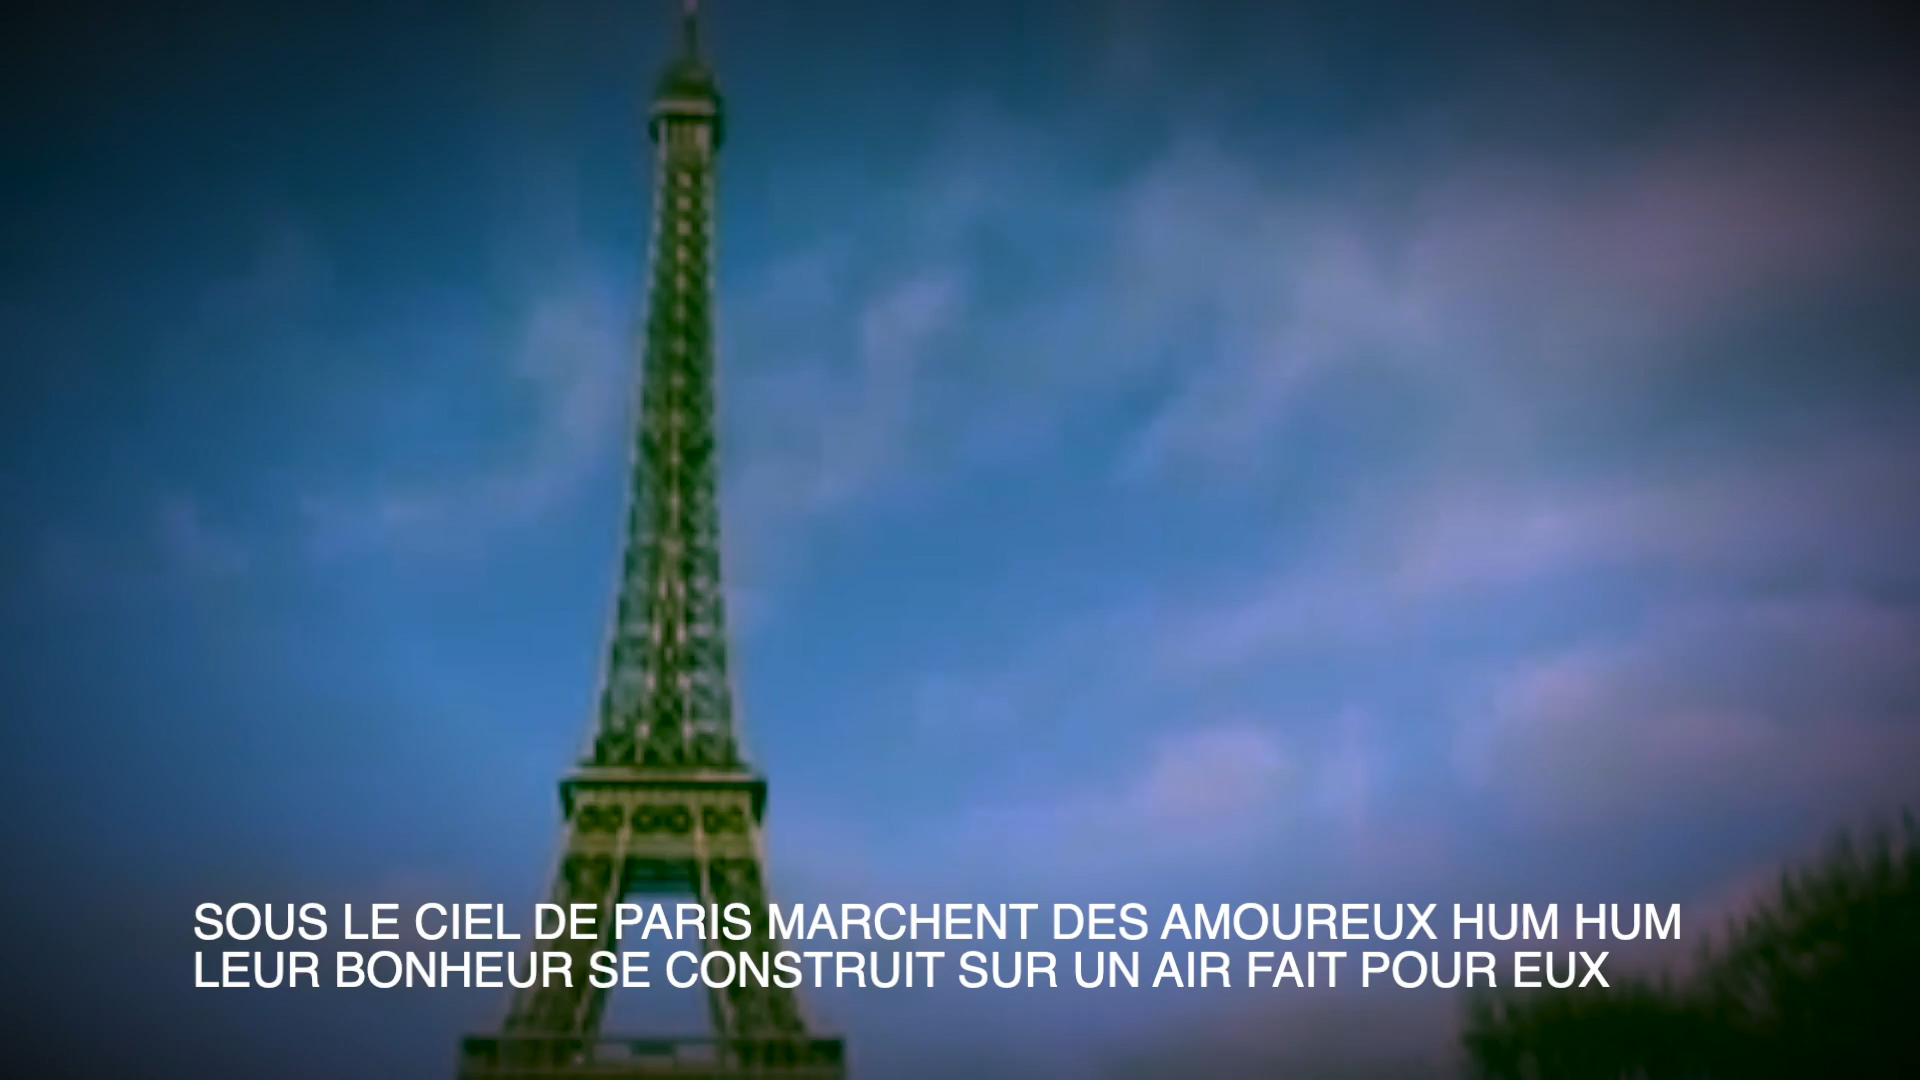 SOUS LE CIEL DE PARIS MARCHENT DES AMOUREUX HUM HUM
LEUR BONHEUR SE CONSTRUIT SUR UN AIR FAIT POUR EUX